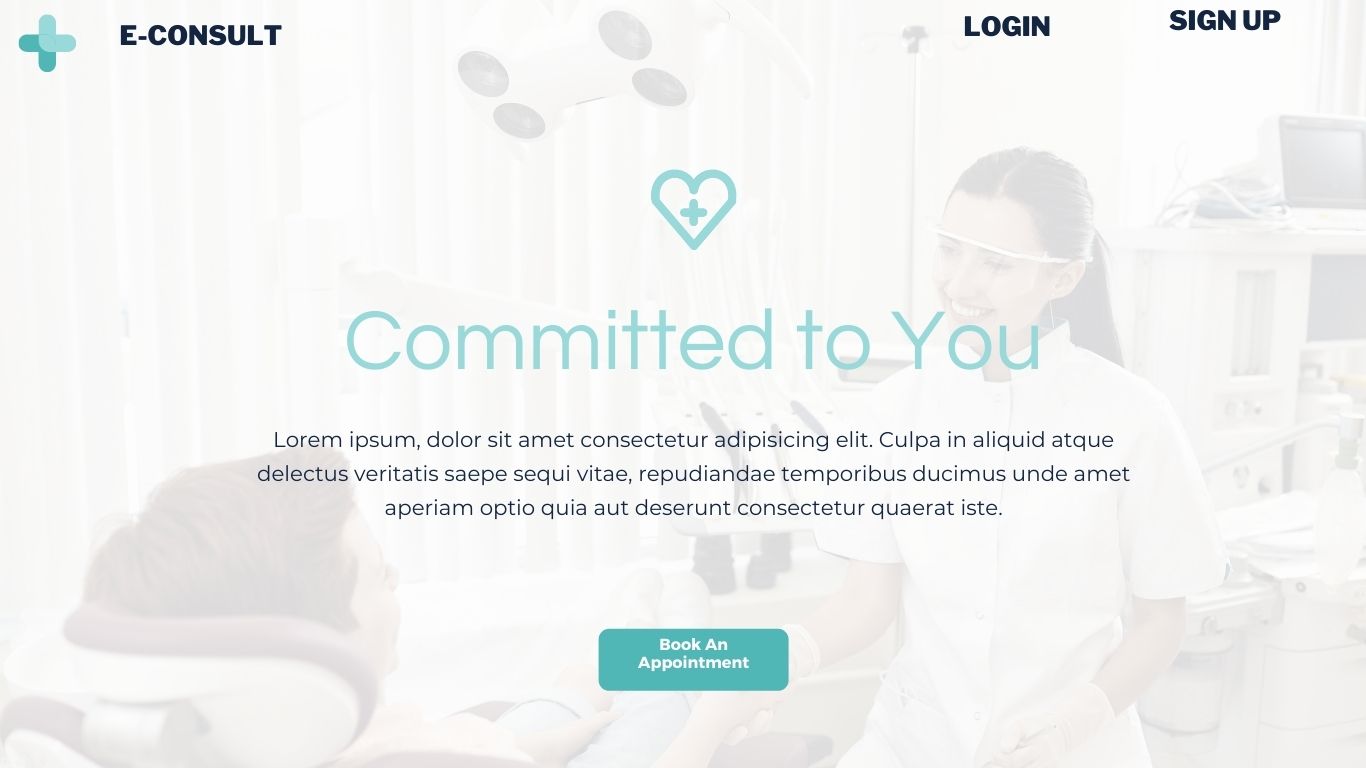 E-CONSULT
LOGIN
SIGN UP
Committed to You
Lorem ipsum, dolor sit amet consectetur adipisicing elit. Culpa in aliquid atque
delectus veritatis saepe sequi vitae, repudiandae temporibus ducimus unde amet
aperiam optio quia aut deserunt consectetur quaerat iste.
Book An
Appointment